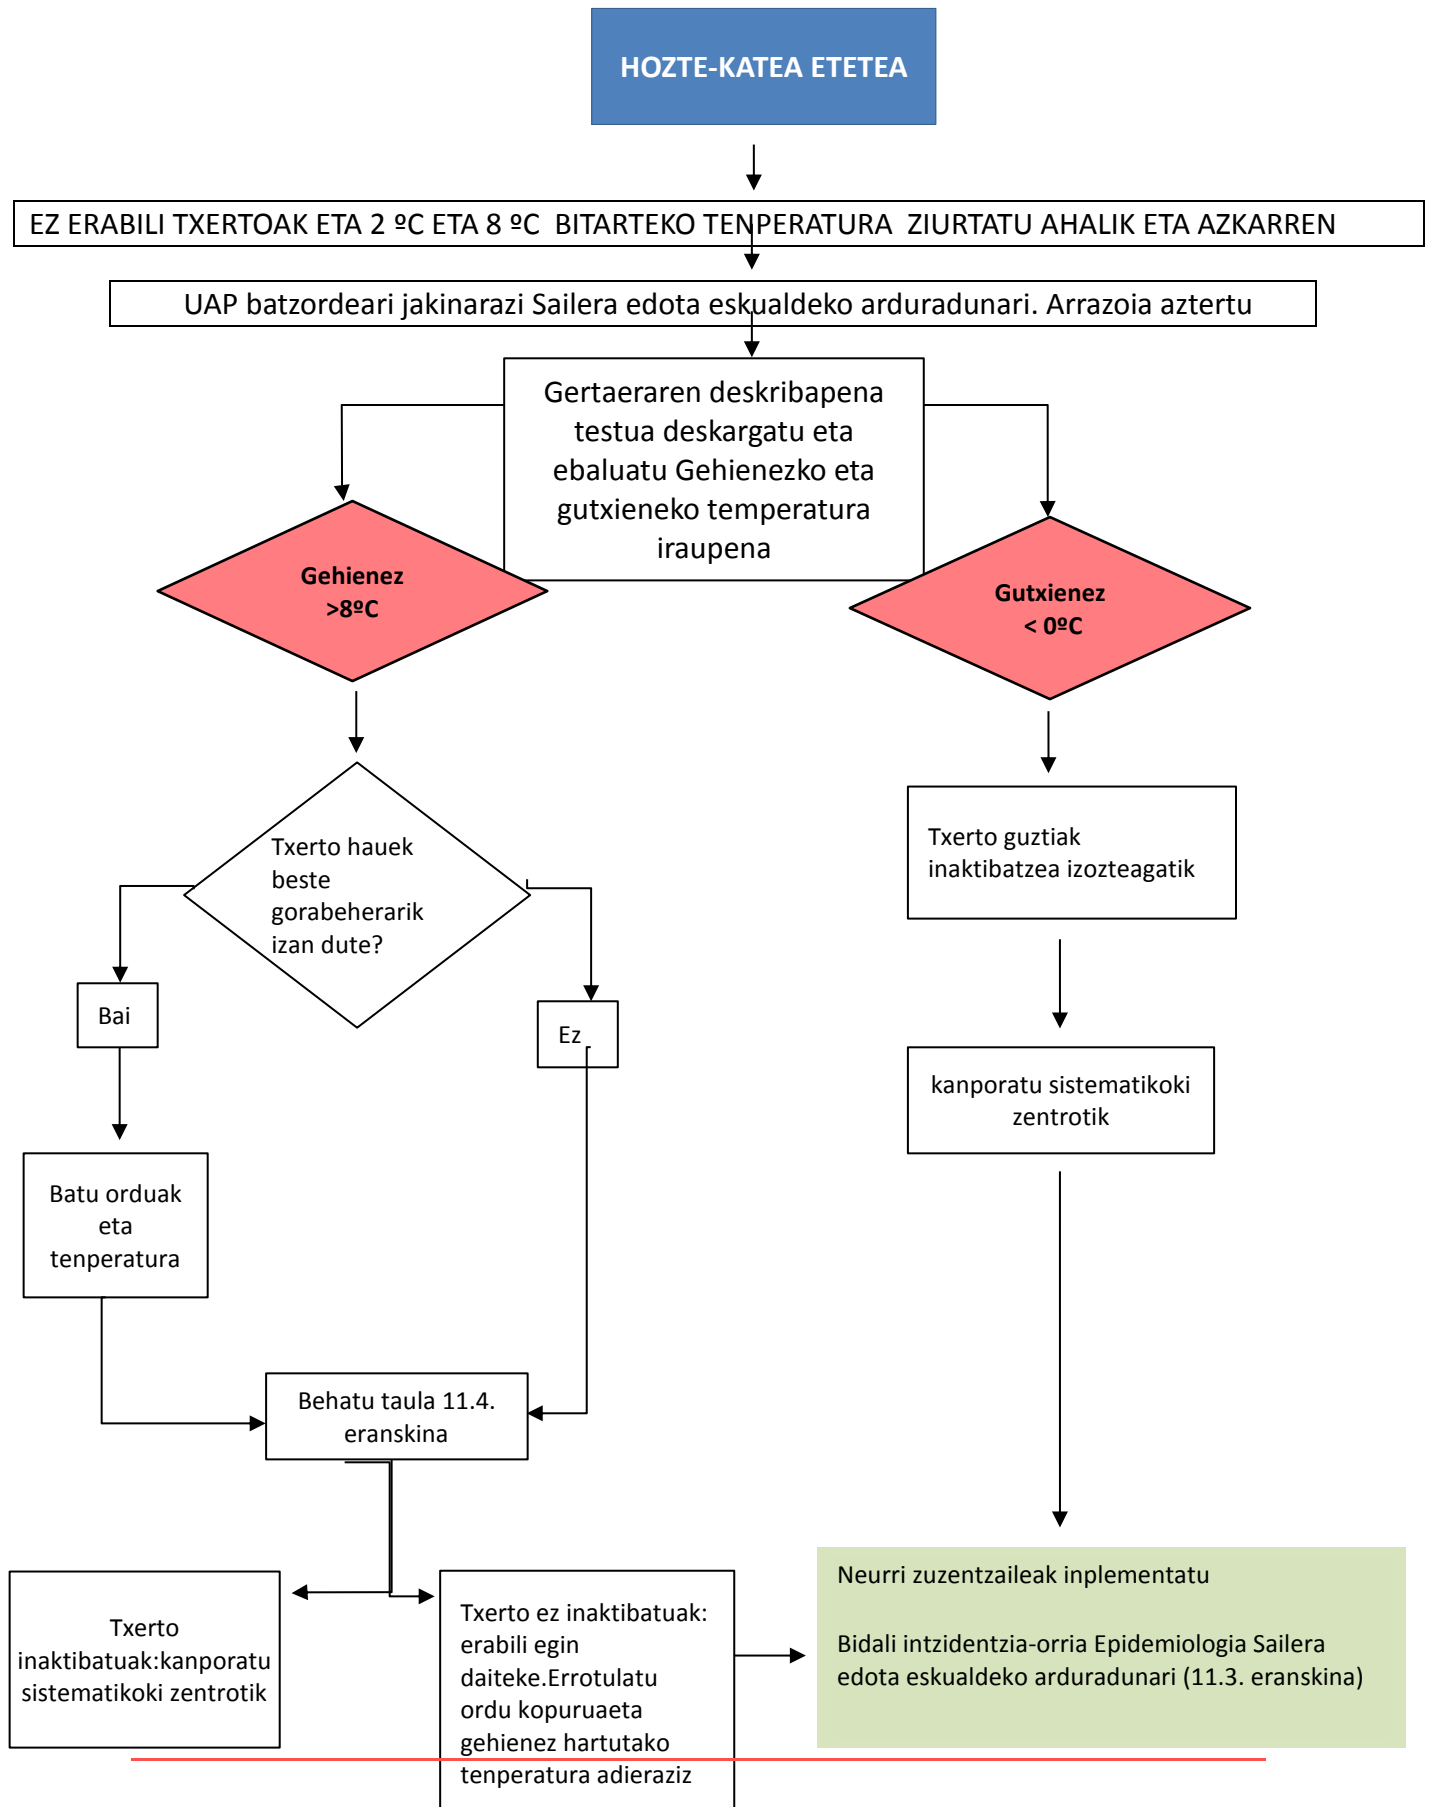 HOZTE-KATEA ETETEA
EZ ERABILI TXERTOAK ETA 2 ºC ETA 8 ºC BITARTEKO TENPERATURA ZIURTATU AHALIK ETA AZKARREN
UAP batzordeari jakinarazi Sailera edota eskualdeko arduradunari. Arrazoia aztertu
Gertaeraren deskribapena
testua deskargatu eta
ebaluatu Gehienezko eta
gutxieneko temperatura
iraupena
Gehienez
>8ºC
Gutxienez
< 0ºC
Txerto hauek
beste
gorabeherarik
izan dute?
Txerto guztiak
inaktibatzea izozteagatik
Bai
Ez
kanporatu sistematikoki
zentrotik
Batu orduak
eta
tenperatura
Behatu taula 11.4.
eranskina
Txerto
inaktibatuak:kanporatu
sistematikoki zentrotik
Txerto ez inaktibatuak:
erabili egin
daiteke.Errotulatu
ordu kopuruaeta
gehienez hartutako
tenperatura adieraziz
Neurri zuzentzaileak inplementatu
Bidali intzidentzia-orria Epidemiologia Sailera
edota eskualdeko arduradunari (11.3. eranskina)